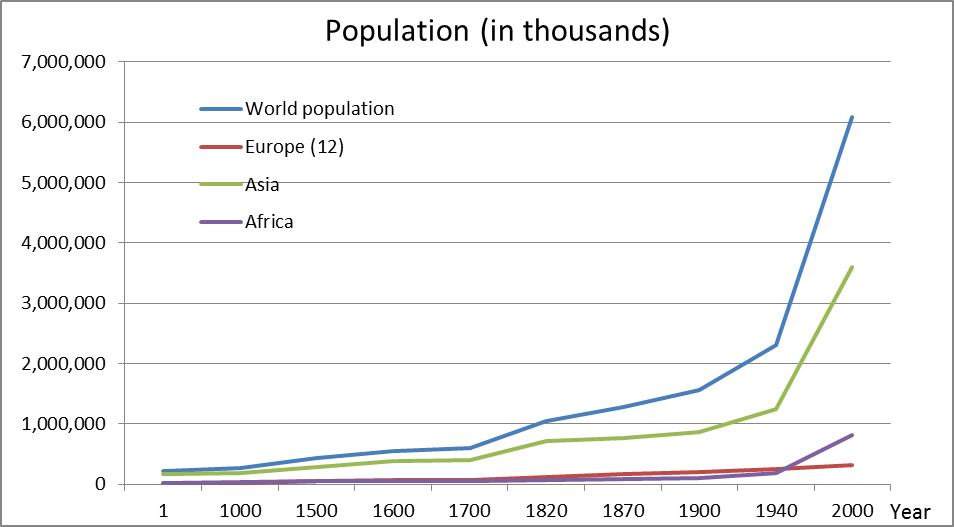 Population (in thousands)
7,000,000
6,000,000
5,000,000
4,000,000
3,000,000
2,000,000
1,000,000
0
World population
Europe (12)
Asia
Africa
1 1000 1500 1600 1700 1820 1870 1900 1940 2000 Year